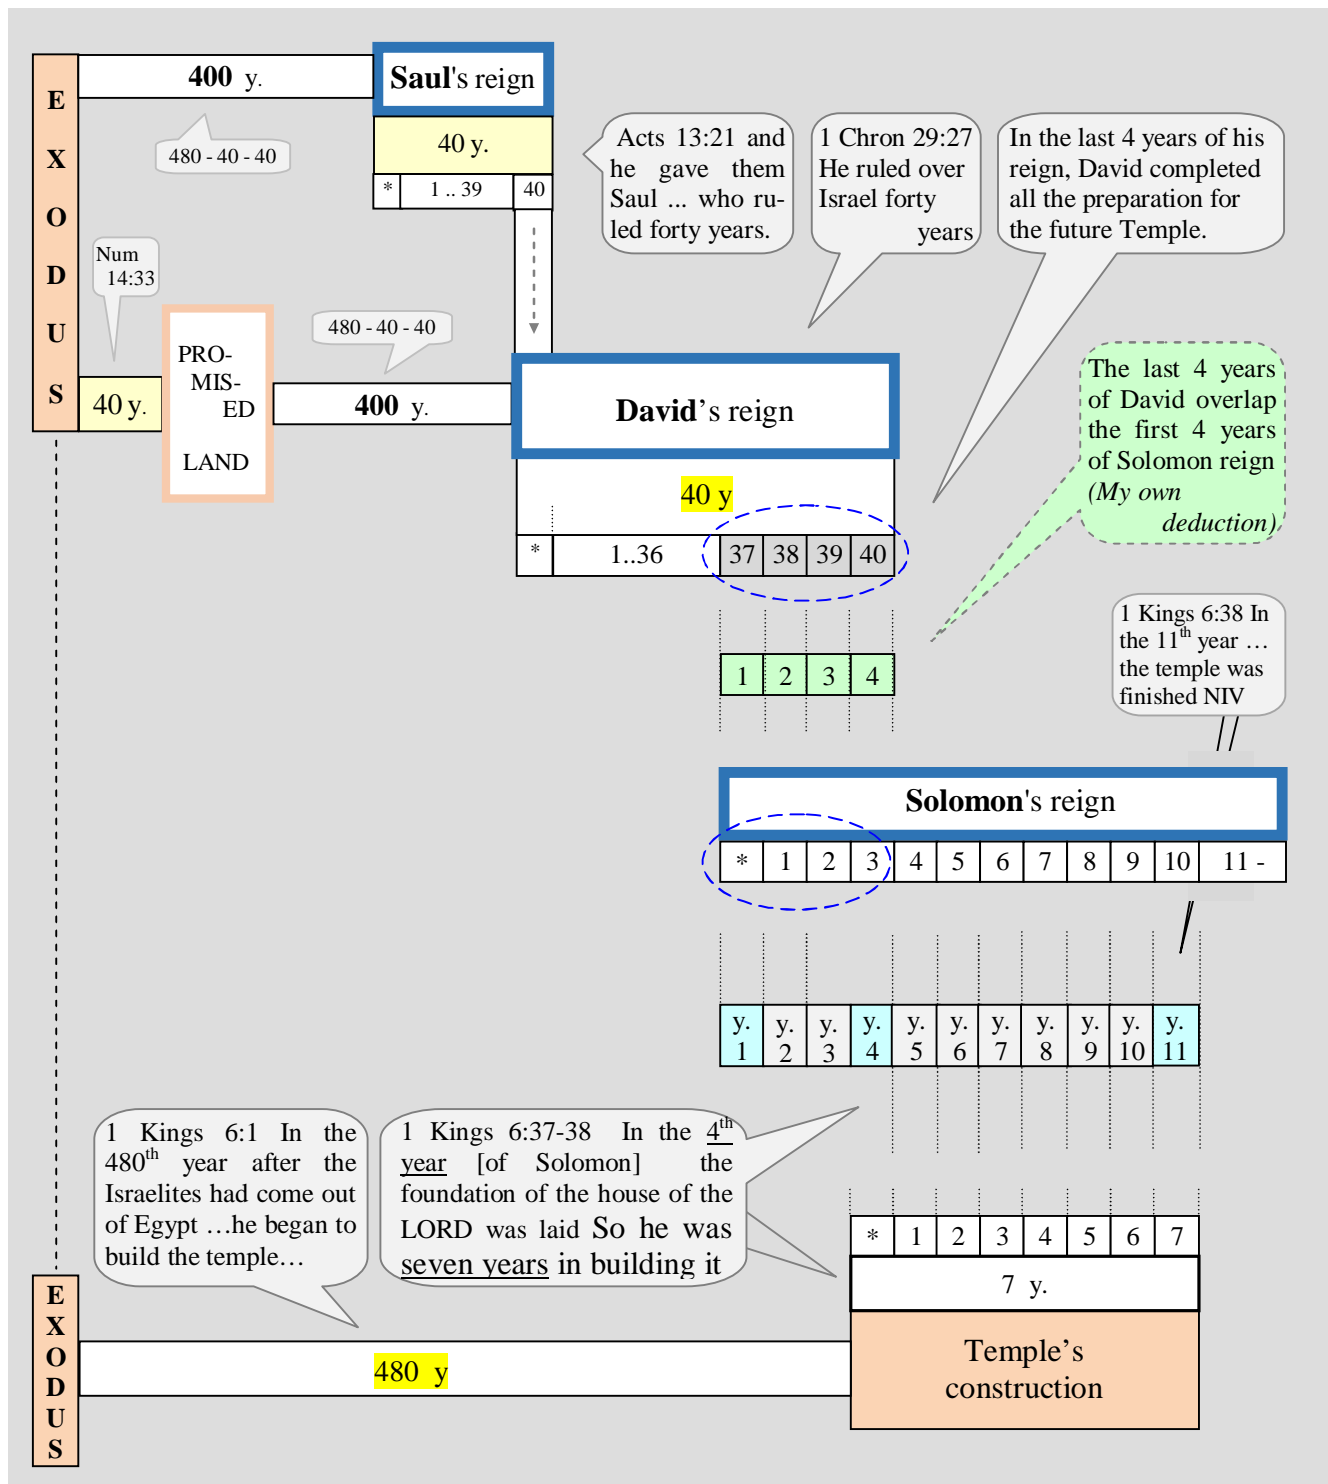 E
X
O
D
U
S
400 y.
Saul's reign
480 - 40 - 40
40 y.
* 1 .. 39 40
Acts 13:21 and
he gave them
Saul ... who ru-
led forty years.
1 Chron 29:27
He ruled over
Israel forty
years
In the last 4 years of his
reign, David completed
all the preparation for
the future Temple.
Num
14:33
40 y.
PRO-
MIS-
ED
LAND
480 - 40 - 40
400 y.
David's reign
40 y
* 1..36 37 38 39 40
The last 4 years
of David overlap
the first 4 years
of Solomon reign
(My own
deduction)
1 2 3 4
1 Kings 6:38 In
the 11th year …
the temple was
finished NIV
Solomon's reign
* 1 2 3 4 5 6 7 8 9 10 11 -
y. y. y. y. y. y. y. y. y. y. y.
1 2 3 4 5 6 7 8 9 10 11
1 Kings 6:1 In the
480th year after the
Israelites had come out
of Egypt …he began to
build the temple…
1 Kings 6:37-38 In the 4th
year [of Solomon] the
foundation of the house of the
LORD was laid So he was
seven years in building it
* 1 2 3 4 5 6 7
7 y.
Temple's
construction
E
X
O
D
U
S
480 y